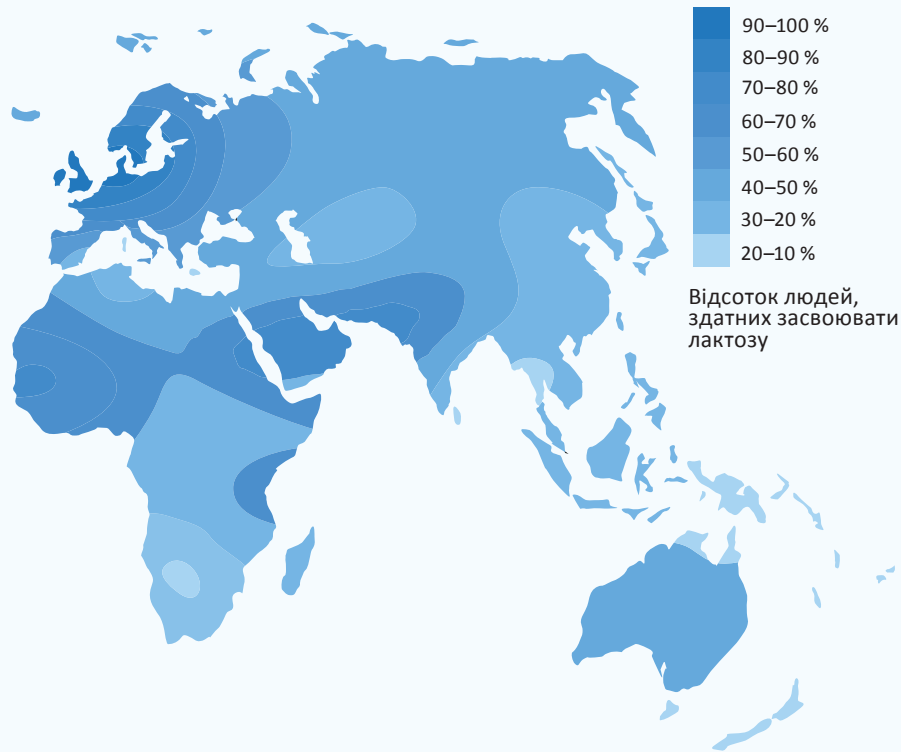 90–100 %
80–90 %
70–80 %
60–70 %
50–60 %
40–50 %
30–20 %
20–10 %
Відсоток людей,
здатних засвоювати
лактозу